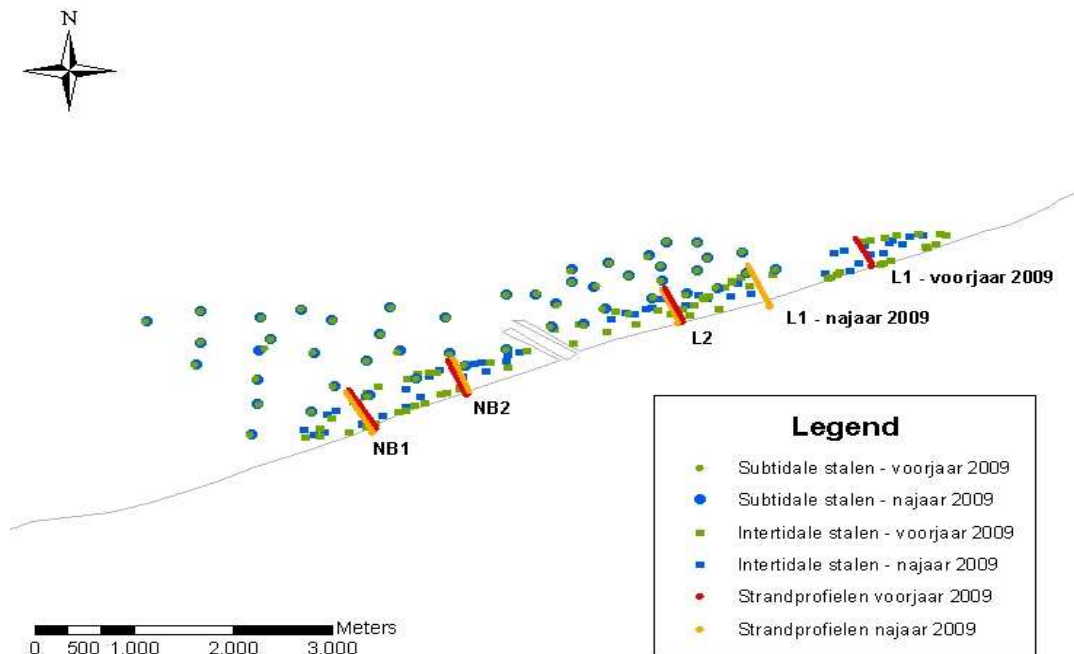 N
L1 - voorjaar 2009
L1 - najaar 2009
L2
NB2
NB1
Legend
Subtidale stalen - voorjaar 2009
Subtidale stalen - najaar 2009
Intertidale stalen - voorjaar 2009
Intertidale stalen - najaar 2009
Strandprofielen voorjaar 2009
Strandprofielen najaar 2009
Meters
0 500 1.000 2.000 3.000